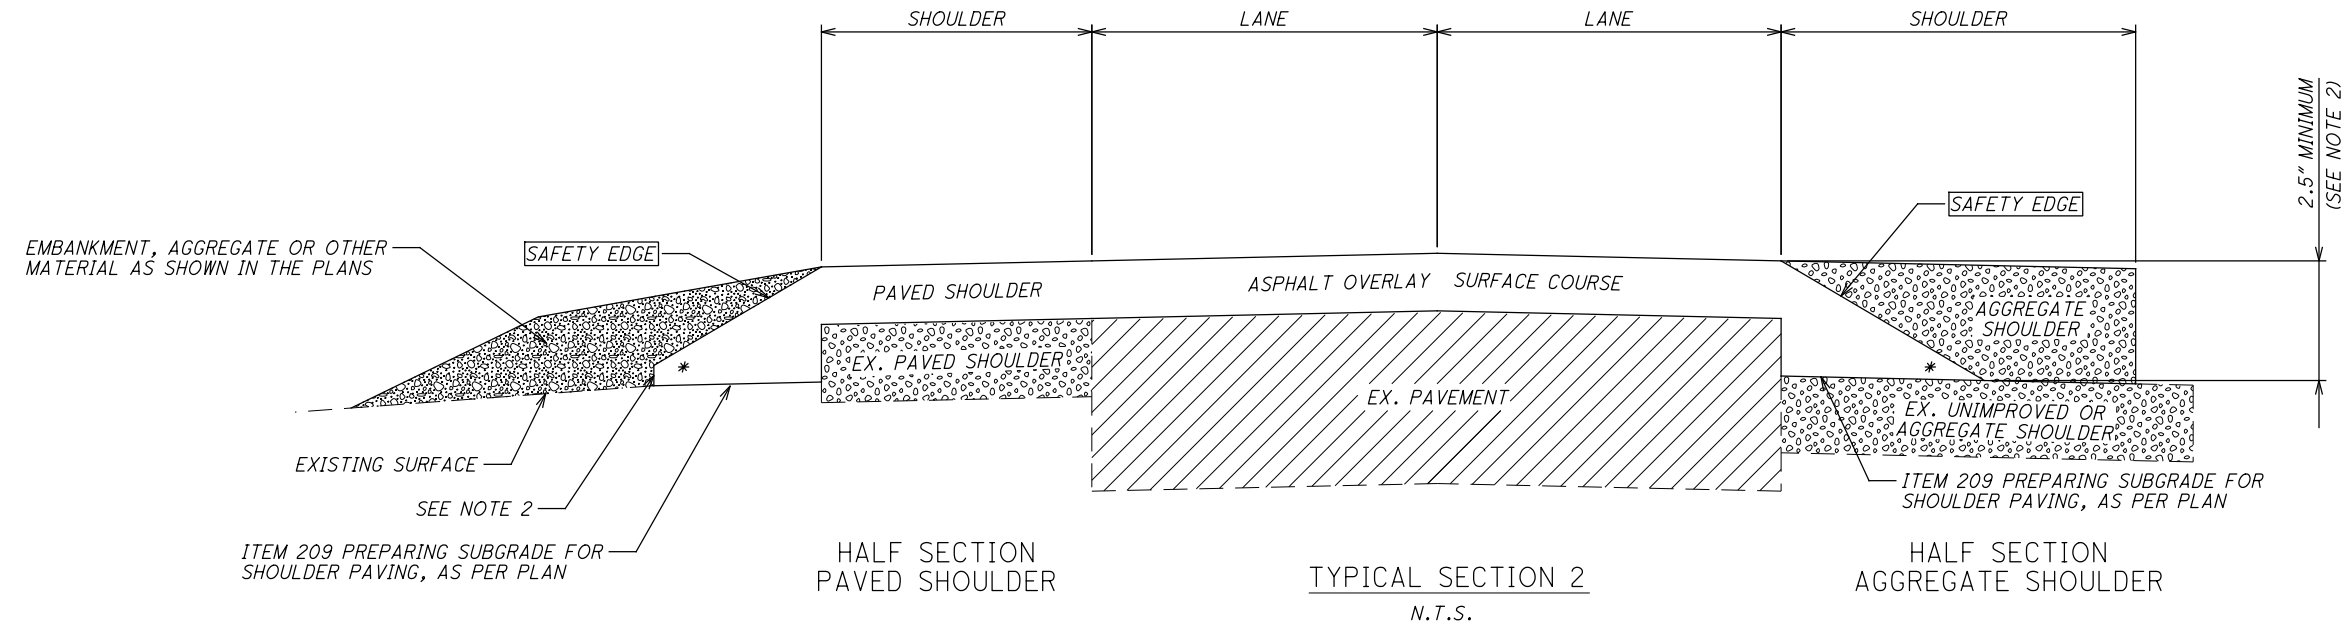 SHOULDER
LANE
LANE
SHOULDER
2.5" MINIMUM
(SEE NOTE 2)
SAFETY EDGE
EMBANKMENT, AGGREGATE OR OTHER
MATERIAL AS SHOWN IN THE PLANS
SAFETY EDGE
PAVED SHOULDER
ASPHALT OVERLAY SURFACE COURSE
AGGREGATE
SHOULDER
EX. PAVED SHOULDER
*
*
EX. PAVEMENT
EX. UNIMPROVED OR
AGGREGATE SHOULDER
EXISTING SURFACE
SEE NOTE 2
ITEM 209 PREPARING SUBGRADE FOR
SHOULDER PAVING, AS PER PLAN
ITEM 209 PREPARING SUBGRADE FOR
SHOULDER PAVING, AS PER PLAN
HALF SECTION
PAVED SHOULDER
TYPICAL SECTION 2
N.T.S.
HALF SECTION
AGGREGATE SHOULDER